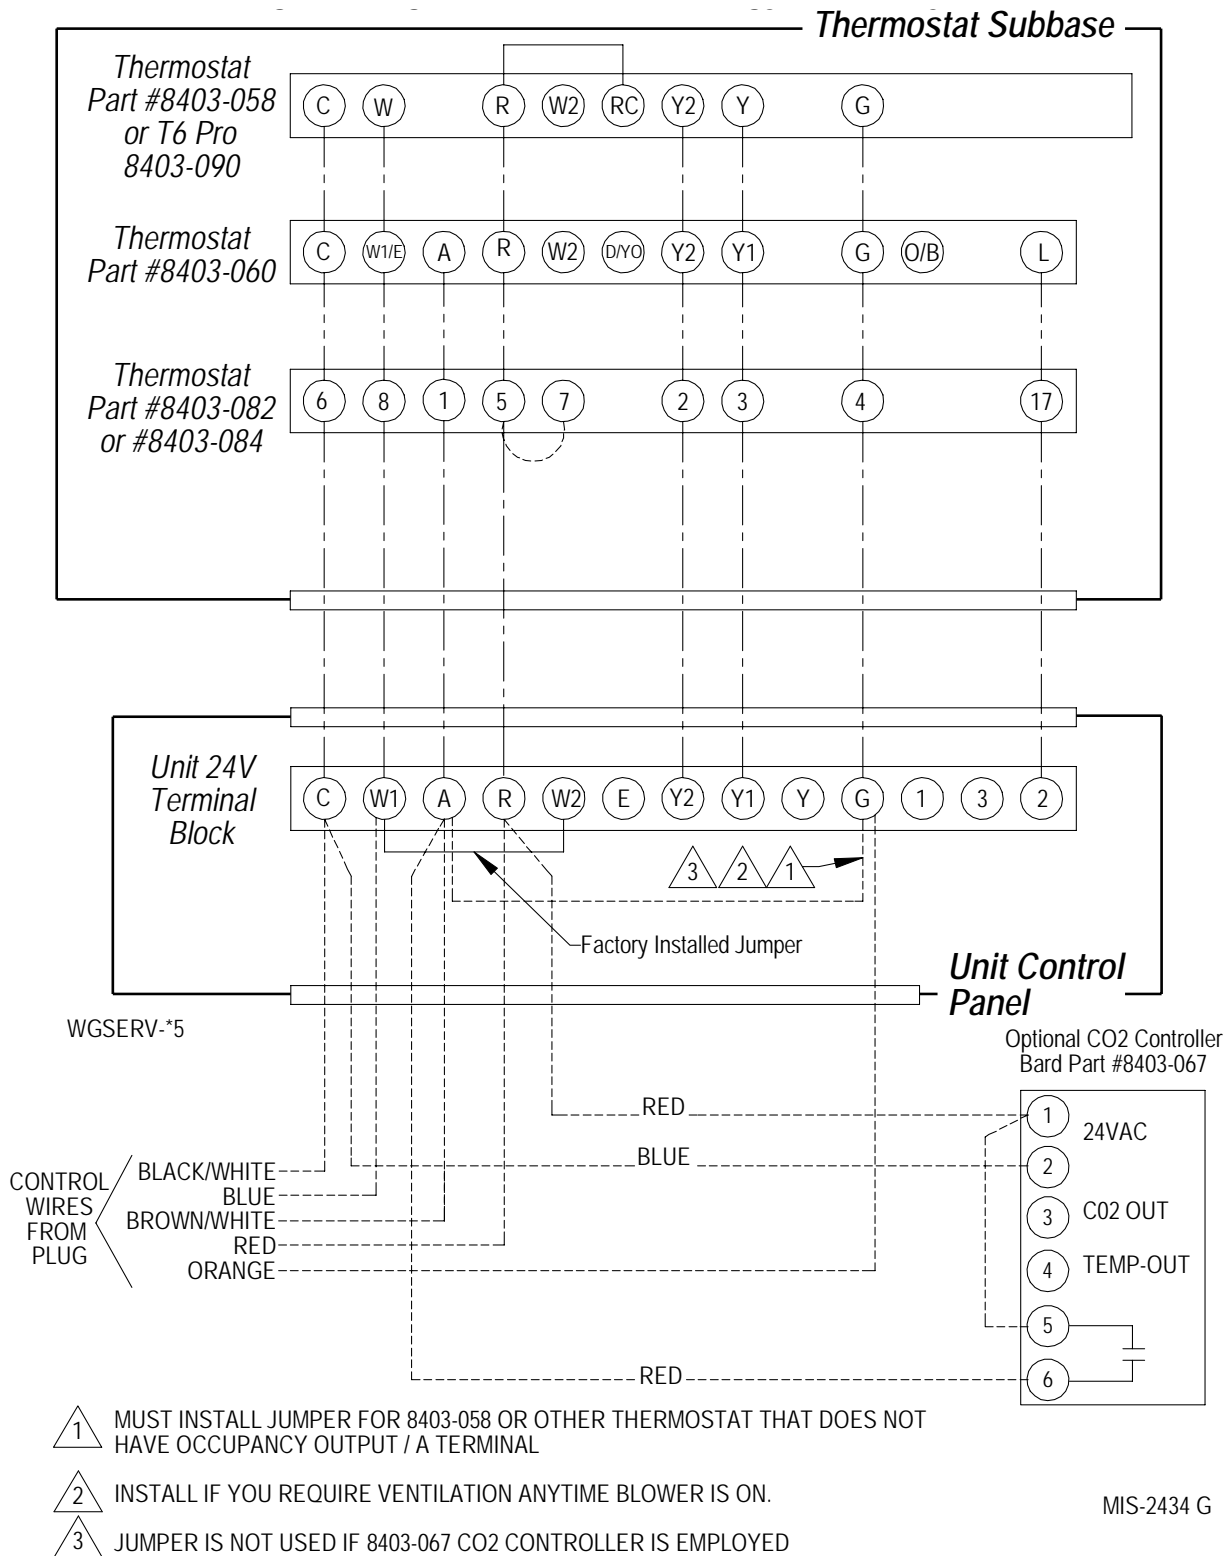 Thermostat Subbase
Thermostat
Part #8403-058
or T6 Pro
8403-090
C W R W2 RC Y2 Y G
Thermostat
Part #8403-060
C W1/E A R W2 D/YO Y2 Y1 G O/B L
Thermostat
Part #8403-082
or #8403-084
6 8 1 5 7 2 3 4 17
Unit 24V
Terminal
Block
C W1 A R W2 E Y2 Y1 Y G 1 3 2
3 2 1
Factory Installed Jumper
Unit Control
Panel
WGSERV-*5
Optional CO2 Controller
Bard Part #8403-067
RED
1
24VAC
BLUE
2
3 C02 OUT
4 TEMP-OUT
5
RED
6
CONTROL
WIRES
FROM
PLUG
BLACK/WHITE
BLUE
BROWN/WHITE
RED
ORANGE
1 MUST INSTALL JUMPER FOR 8403-058 OR OTHER THERMOSTAT THAT DOES NOT
HAVE OCCUPANCY OUTPUT / A TERMINAL
2 INSTALL IF YOU REQUIRE VENTILATION ANYTIME BLOWER IS ON.
MIS-2434 G
3 JUMPER IS NOT USED IF 8403-067 CO2 CONTROLLER IS EMPLOYED